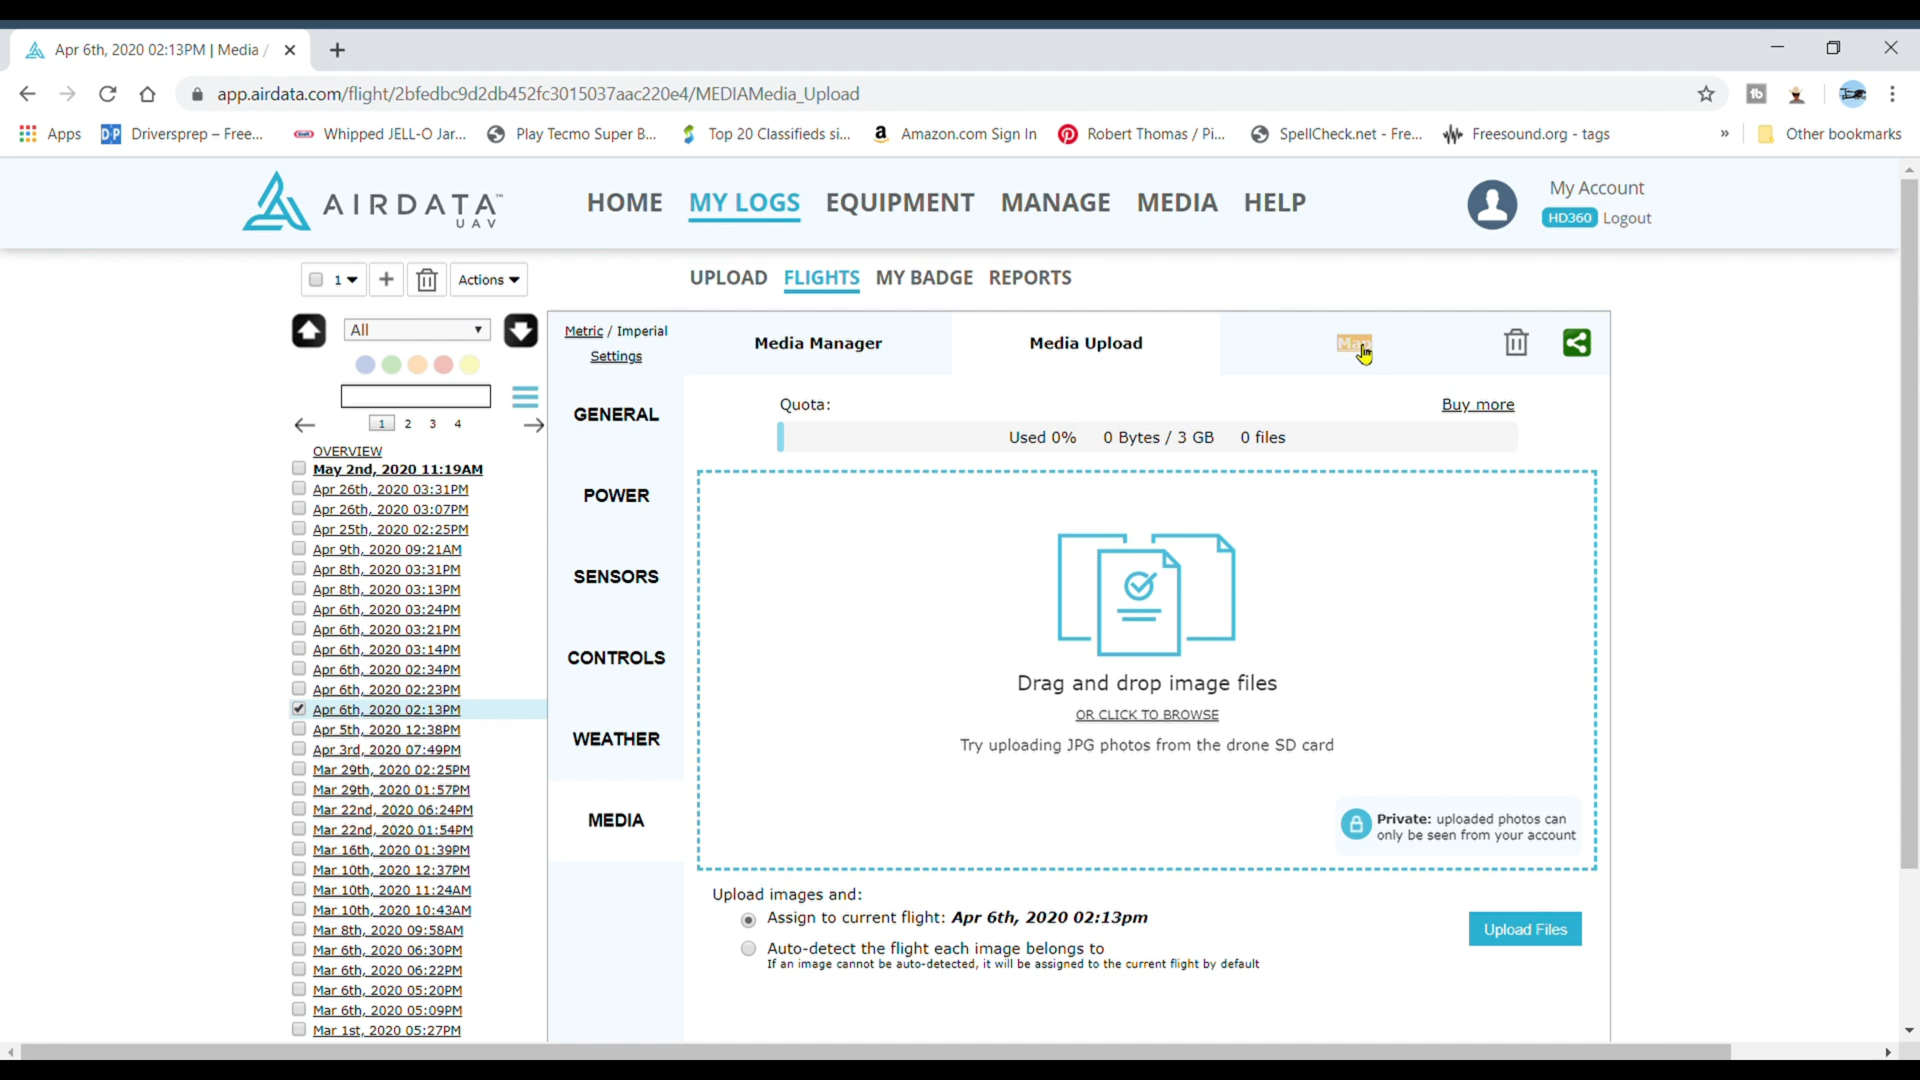 Apr 6th, 2020 02:13PM | Media /
app.airdata.com/flight/2bfedbc9d2db452fc3015037aac220e4/MEDIAMedia_Upload
Apps
D-P Driversprep – Free...
Whipped JELL-O Jar...
Play Tecmo Super B...
Top 20 Classifieds si...
Amazon.com Sign In
Robert Thomas / Pi...
SpellCheck.net - Fre...
Freesound.org - tags
»
Other bookmarks
AIRDATA™
UAV
HOME MY LOGS EQUIPMENT MANAGE MEDIA HELP
My Account
HD360 Logout
1 Actions
UPLOAD FLIGHTS MY BADGE REPORTS
All
1 2 3 4
OVERVIEW
May 2nd, 2020 11:19AM
Apr 26th, 2020 03:31PM
Apr 26th, 2020 03:07PM
Apr 25th, 2020 02:25PM
Apr 9th, 2020 09:21AM
Apr 8th, 2020 03:31PM
Apr 8th, 2020 03:13PM
Apr 6th, 2020 03:24PM
Apr 6th, 2020 03:21PM
Apr 6th, 2020 03:14PM
Apr 6th, 2020 02:34PM
Apr 6th, 2020 02:23PM
Apr 6th, 2020 02:13PM
Apr 5th, 2020 12:38PM
Apr 3rd, 2020 07:49PM
Mar 29th, 2020 02:25PM
Mar 29th, 2020 01:57PM
Mar 22nd, 2020 06:24PM
Mar 22nd, 2020 01:54PM
Mar 16th, 2020 01:39PM
Mar 10th, 2020 12:37PM
Mar 10th, 2020 11:24AM
Mar 10th, 2020 10:43AM
Mar 8th, 2020 09:58AM
Mar 6th, 2020 06:30PM
Mar 6th, 2020 06:22PM
Mar 6th, 2020 05:20PM
Mar 6th, 2020 05:09PM
Mar 1st, 2020 05:27PM
Metric / Imperial
Settings
GENERAL
POWER
SENSORS
CONTROLS
WEATHER
MEDIA
Media Manager
Media Upload
Map
Quota:
Buy more
Used 0% 0 Bytes / 3 GB 0 files
Drag and drop image files
OR CLICK TO BROWSE
Try uploading JPG photos from the drone SD card
Private: uploaded photos can
only be seen from your account
Upload images and:
Assign to current flight: Apr 6th, 2020 02:13pm
Auto-detect the flight each image belongs to
If an image cannot be auto-detected, it will be assigned to the current flight by default
Upload Files